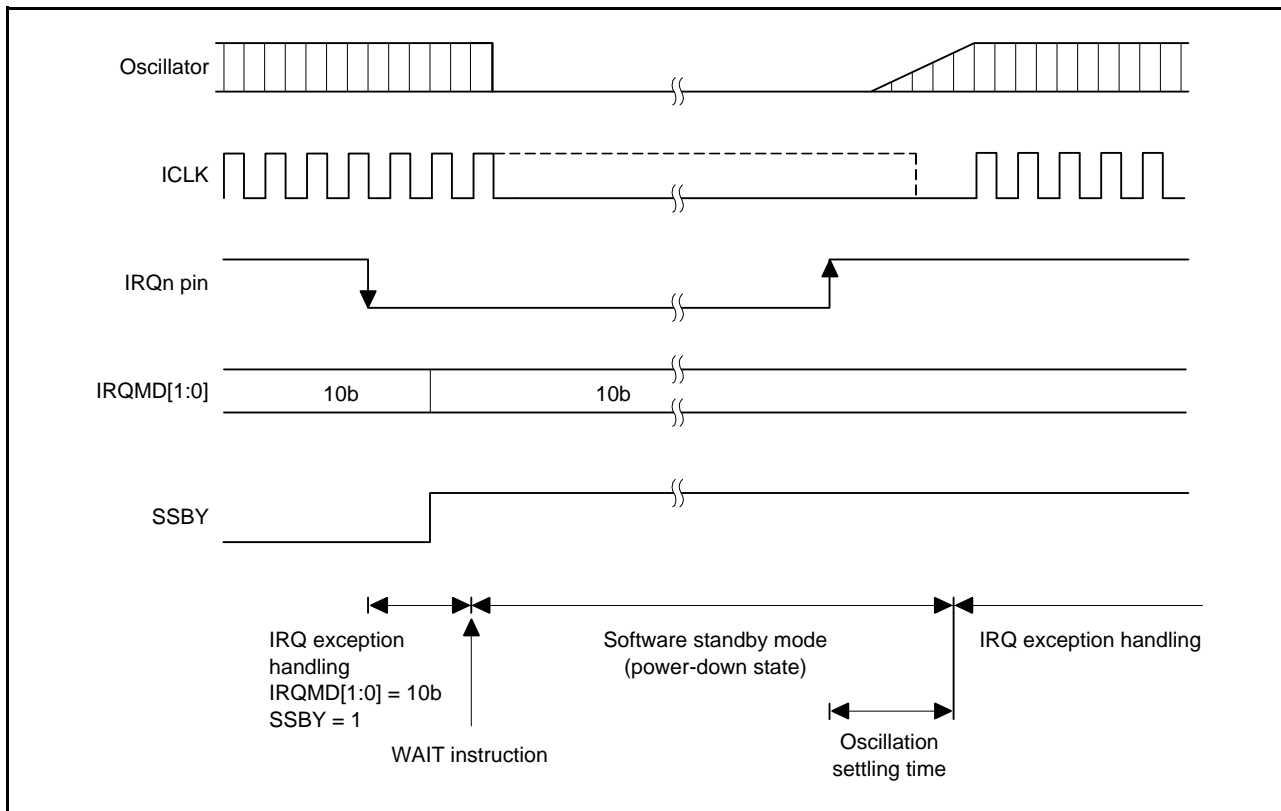 Oscillator
ICLK
IRQn pin
IRQMD[1:0]
10b
10b
SSBY
IRQ exception
handling
IRQMD[1:0] = 10b
SSBY = 1
WAIT instruction
Software standby mode
(power-down state)
Oscillation
settling time
IRQ exception handling